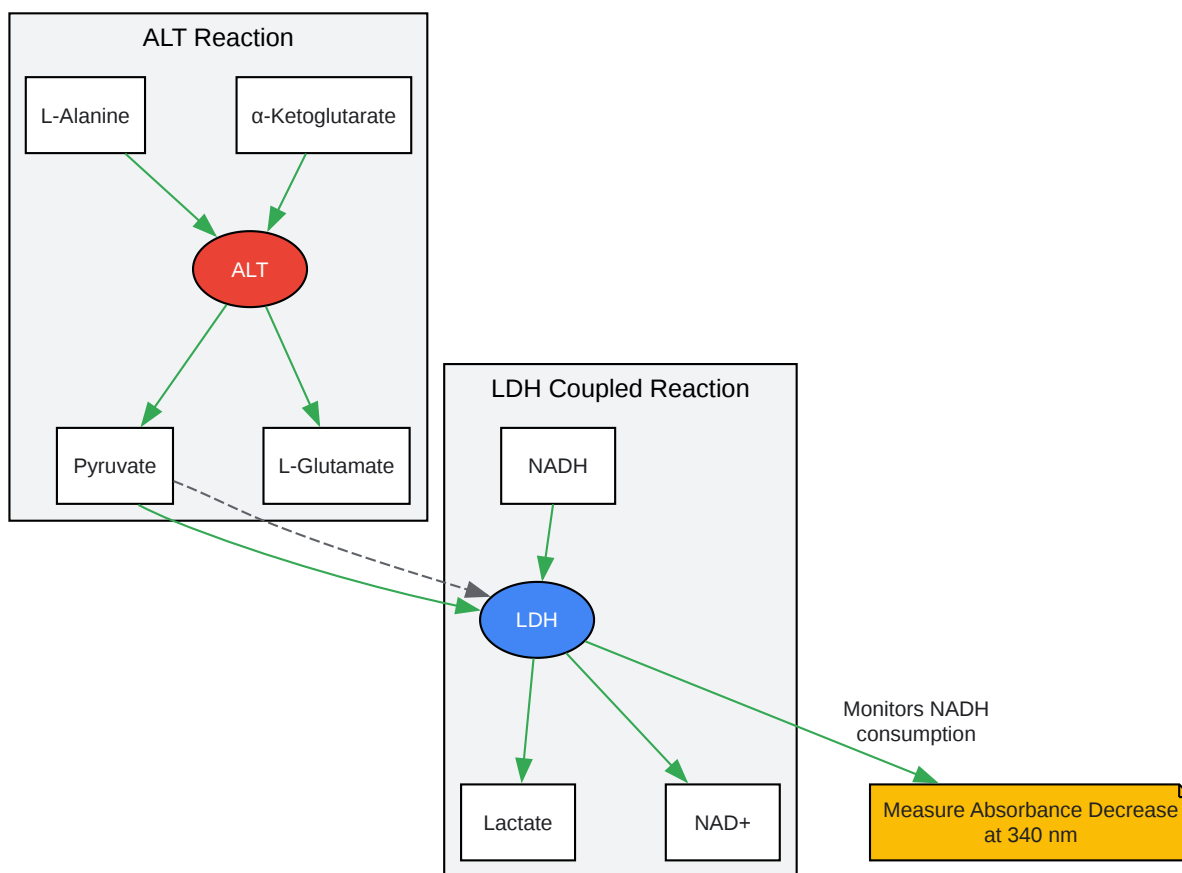 ALT Reaction
L-Alanine
α-Ketoglutarate
ALT
Pyruvate
L-Glutamate
LDH Coupled Reaction
NADH
LDH
Monitors NADH
consumption
Lactate
NAD+
Measure Absorbance Decrease
at 340 nm